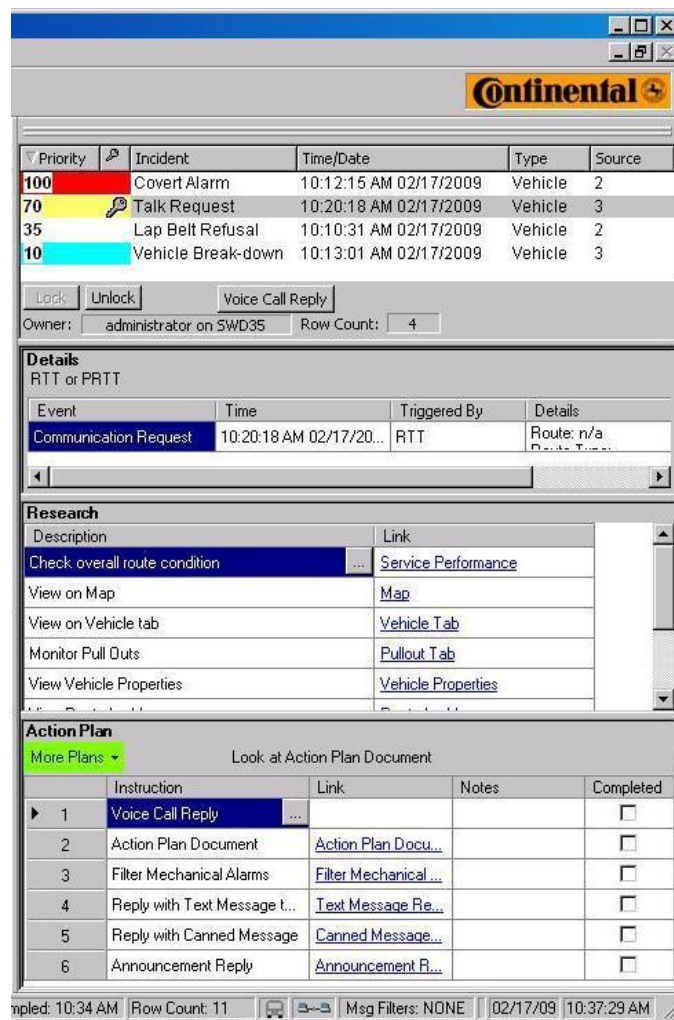 Continental
Priority Incident Time/Date Type Source
100 Covert Alarm 10:12:15 AM 02/17/2009 Vehicle 2
70 Talk Request 10:20:18 AM 02/17/2009 Vehicle 3
35 Lap Belt Refusal 10:10:31 AM 02/17/2009 Vehicle 2
10 Vehicle Break-down 10:13:01 AM 02/17/2009 Vehicle 3
Lock Unlock Voice Call Reply
Owner: administrator on SWD35 Row Count: 4
Details
RTT or PRTT
Event Time Triggered By Details
Communication Request 10:20:18 AM 02/17/20... RTT Route: n/a
Research
Description Link
Check overall route condition ... Service Performance
View on Map Map
View on Vehicle tab Vehicle Tab
Monitor Pull Outs Pullout Tab
View Vehicle Properties Vehicle Properties
Action Plan
More Plans Look at Action Plan Document
Instruction Link Notes Completed
1 Voice Call Reply ...
2 Action Plan Document Action Plan Docu...
3 Filter Mechanical Alarms Filter Mechanical ...
4 Reply with Text Message t... Text Message Re...
5 Reply with Canned Message Canned Message...
6 Announcement Reply Announcement R...
mpled: 10:34 AM Row Count: 11 Msg Filters: NONE 02/17/09 10:37:29 AM